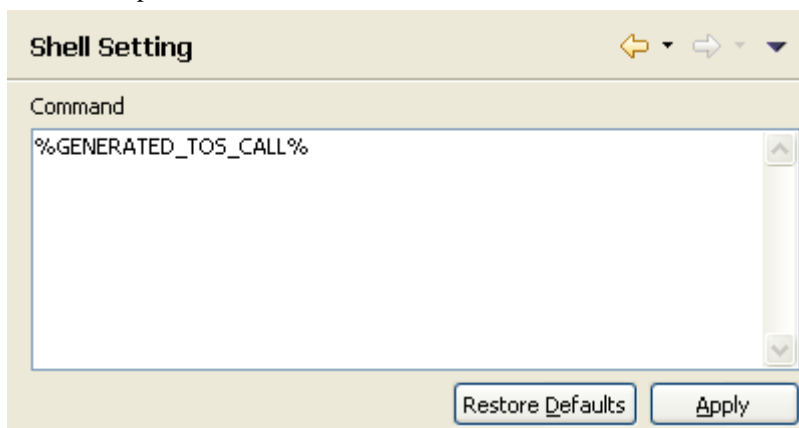 Shell Setting
Command
%GENERATED_TOS_CALL%
Restore Defaults
Apply